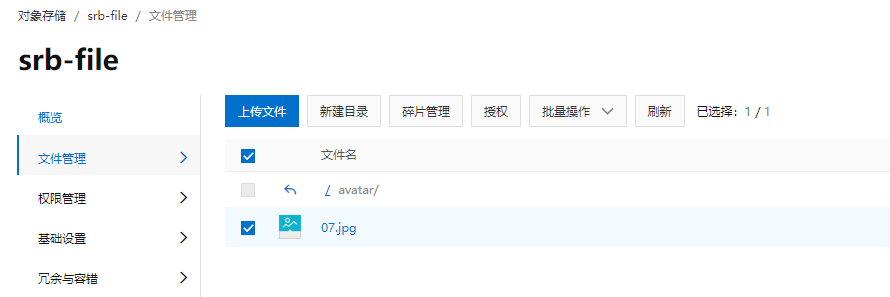 对象存储 / srb-file / 文件管理
srb-file
概览
文件管理
权限管理
基础设置
冗余与容错
上传文件 新建目录 碎片管理 授权 批量操作 刷新 已选择：1 / 1
文件名
/ avatar/
07.jpg